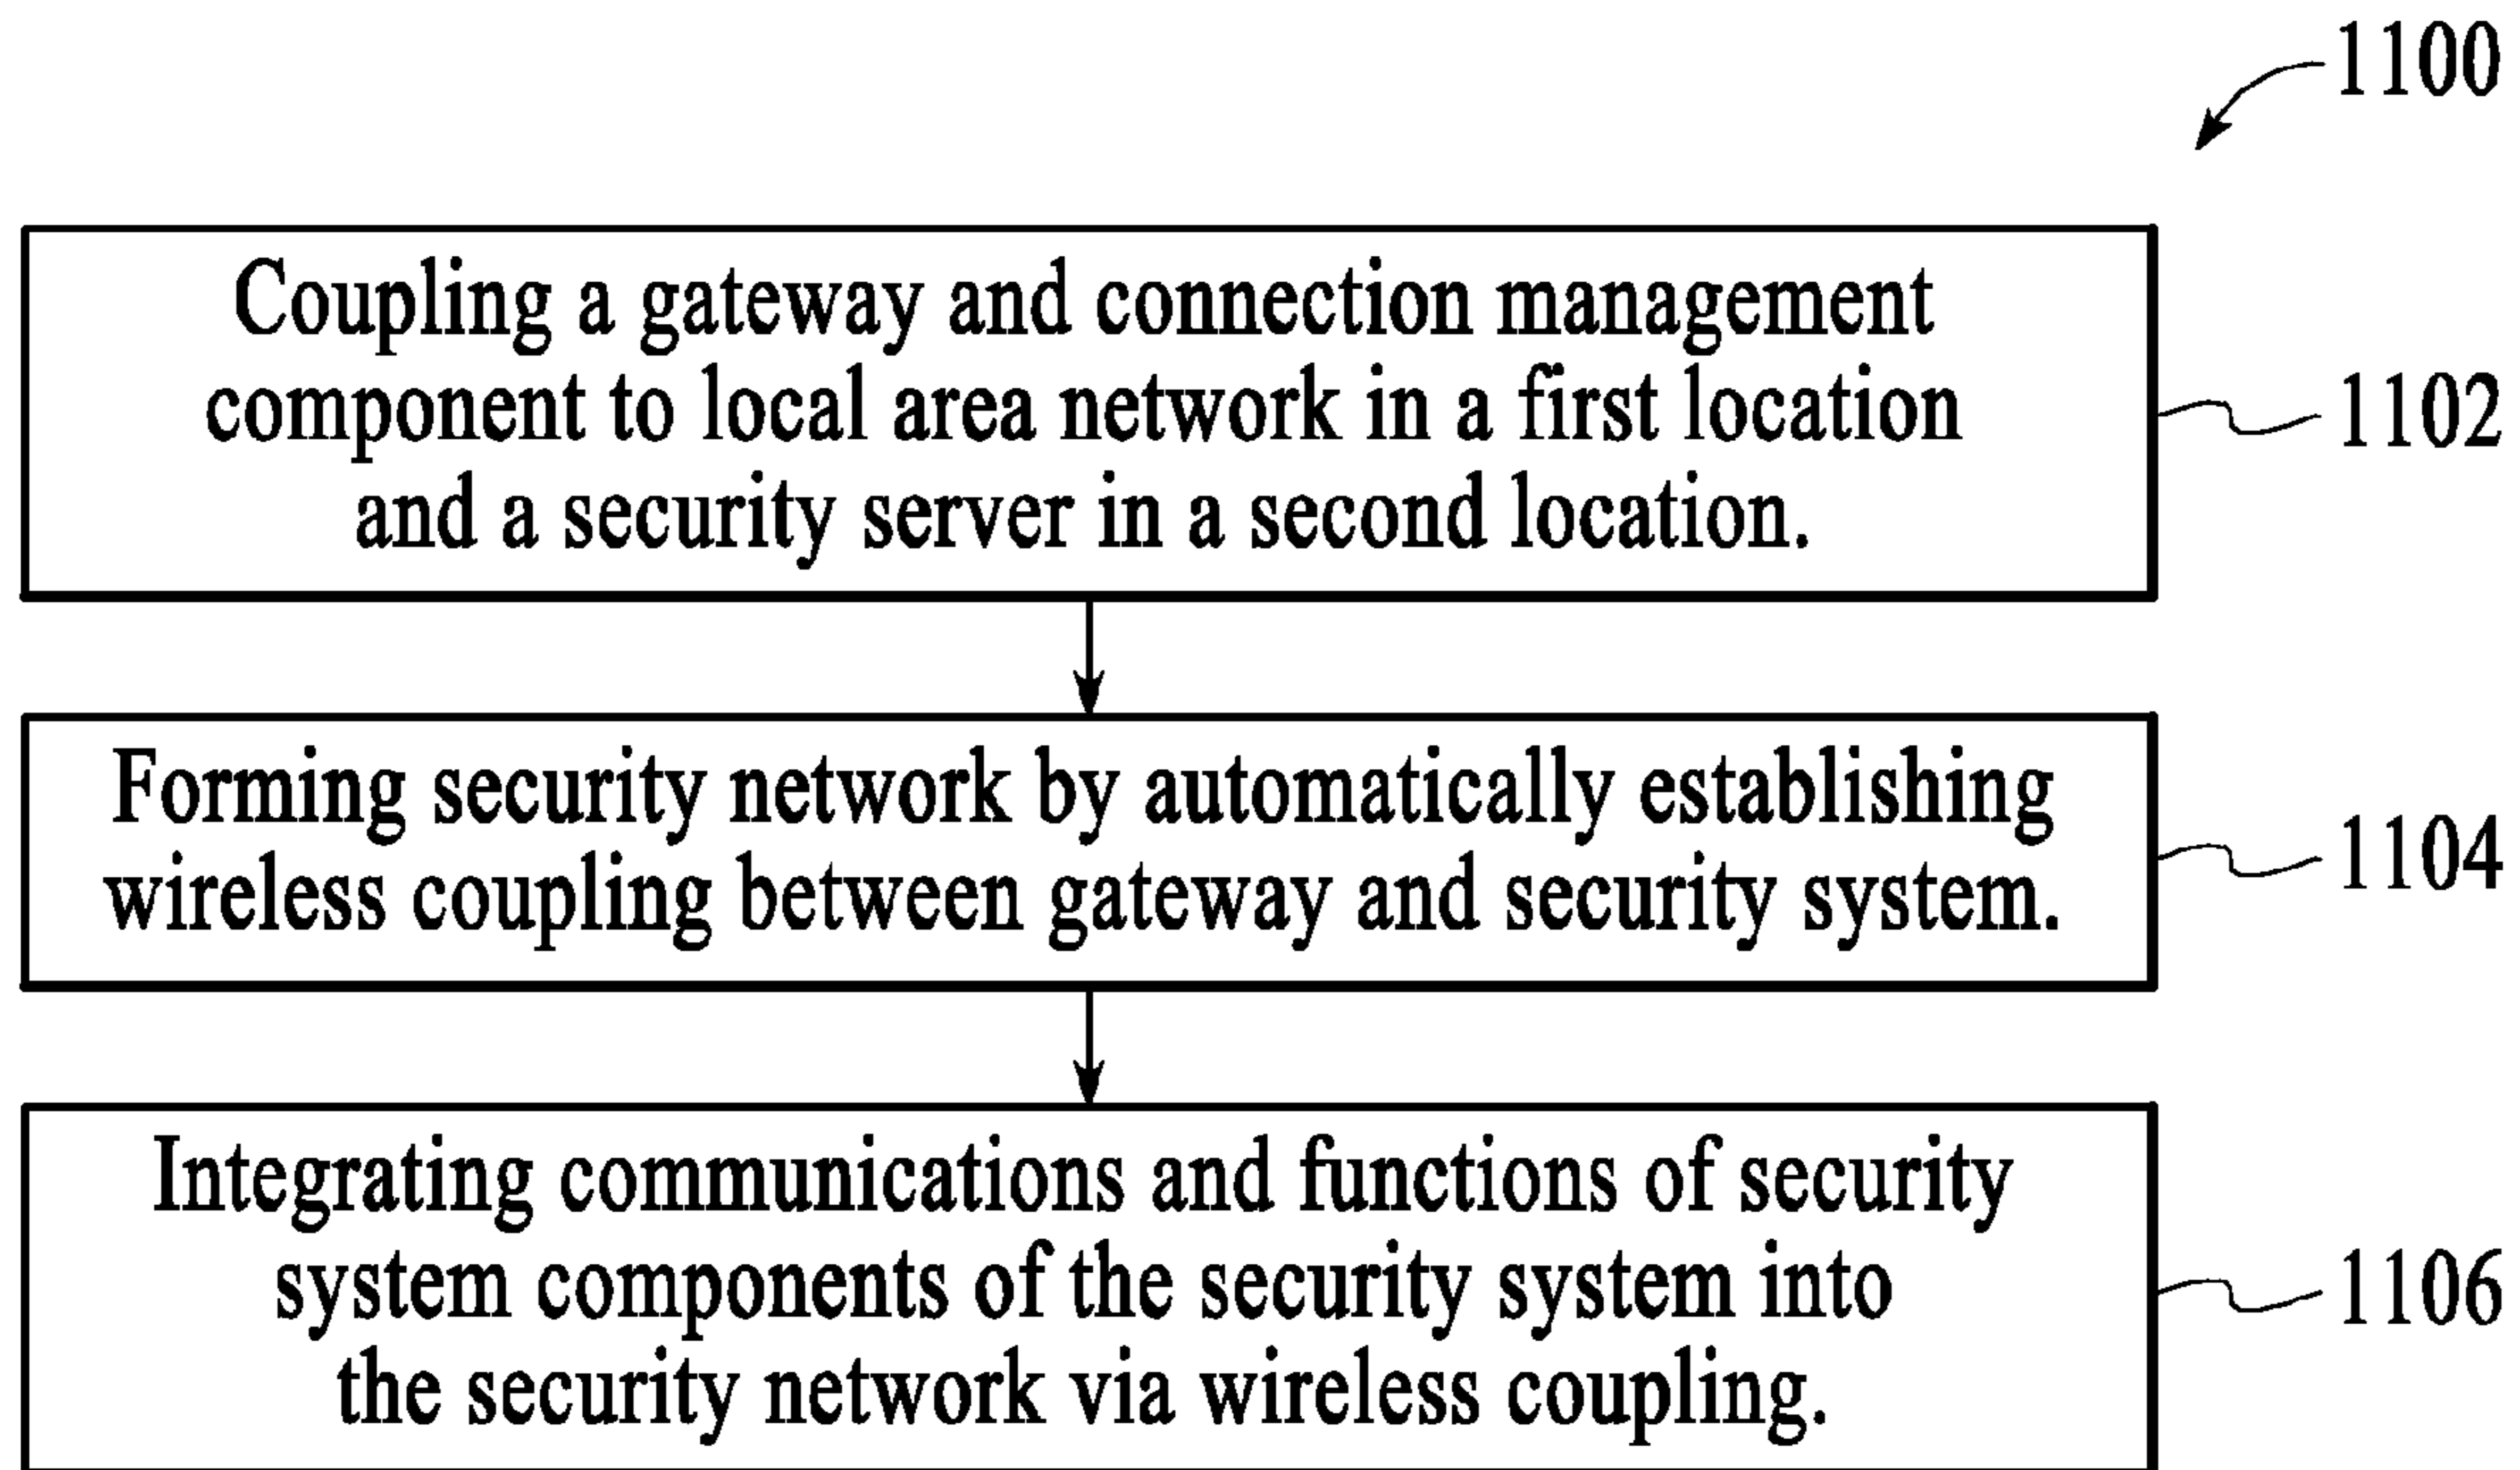 1100
Coupling a gateway and connection management
component to local area network in a first location
and a security server in a second location.
1102
Forming security network by automatically establishing
wireless coupling between gateway and security system.
1104
Integrating communications and functions of security
system components of the security system into
the security network via wireless coupling.
1106